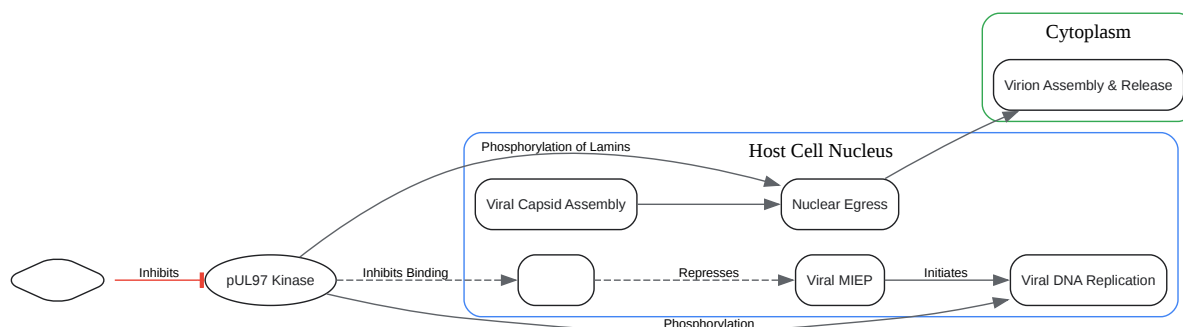 Cytoplasm
Virion Assembly & Release
Phosphorylation of Lamins
Host Cell Nucleus
Viral Capsid Assembly
Nuclear Egress
Inhibits
pUL97 Kinase
Inhibits Binding
Represses
Viral MIEP
Initiates
Viral DNA Replication
Phosphorylation